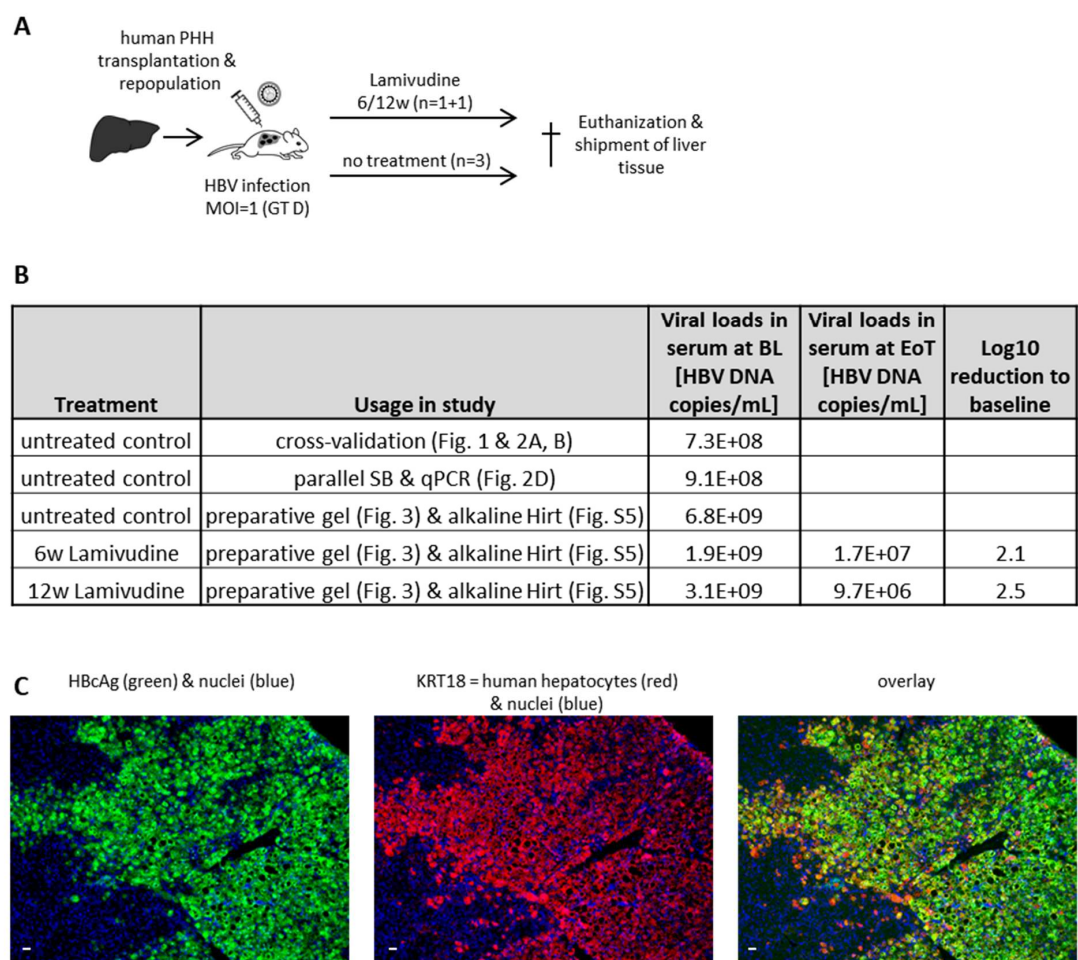 A
human PHH
transplantation &
repopulation
Lamivudine
6/12w (n=1+1)
no treatment (n=3)
HBV infection
MOI=1 (GT D)
Euthanization &
shipment of liver
tissue
B
Treatment
Usage in study
Viral loads in
serum at BL
[HBV DNA
copies/mL]
Viral loads in
serum at EoT
[HBV DNA
copies/mL]
Log10
reduction to
baseline
untreated control cross-validation (Fig. 1 & 2A, B) 7.3E+08
untreated control parallel SB & qPCR (Fig. 2D) 9.1E+08
untreated control preparative gel (Fig. 3) & alkaline Hirt (Fig. S5) 6.8E+09
6w Lamivudine preparative gel (Fig. 3) & alkaline Hirt (Fig. S5) 1.9E+09 1.7E+07 2.1
12w Lamivudine preparative gel (Fig. 3) & alkaline Hirt (Fig. S5) 3.1E+09 9.7E+06 2.5
C
HBcAg (green) & nuclei (blue)
KRT18 = human hepatocytes (red)
& nuclei (blue)
overlay